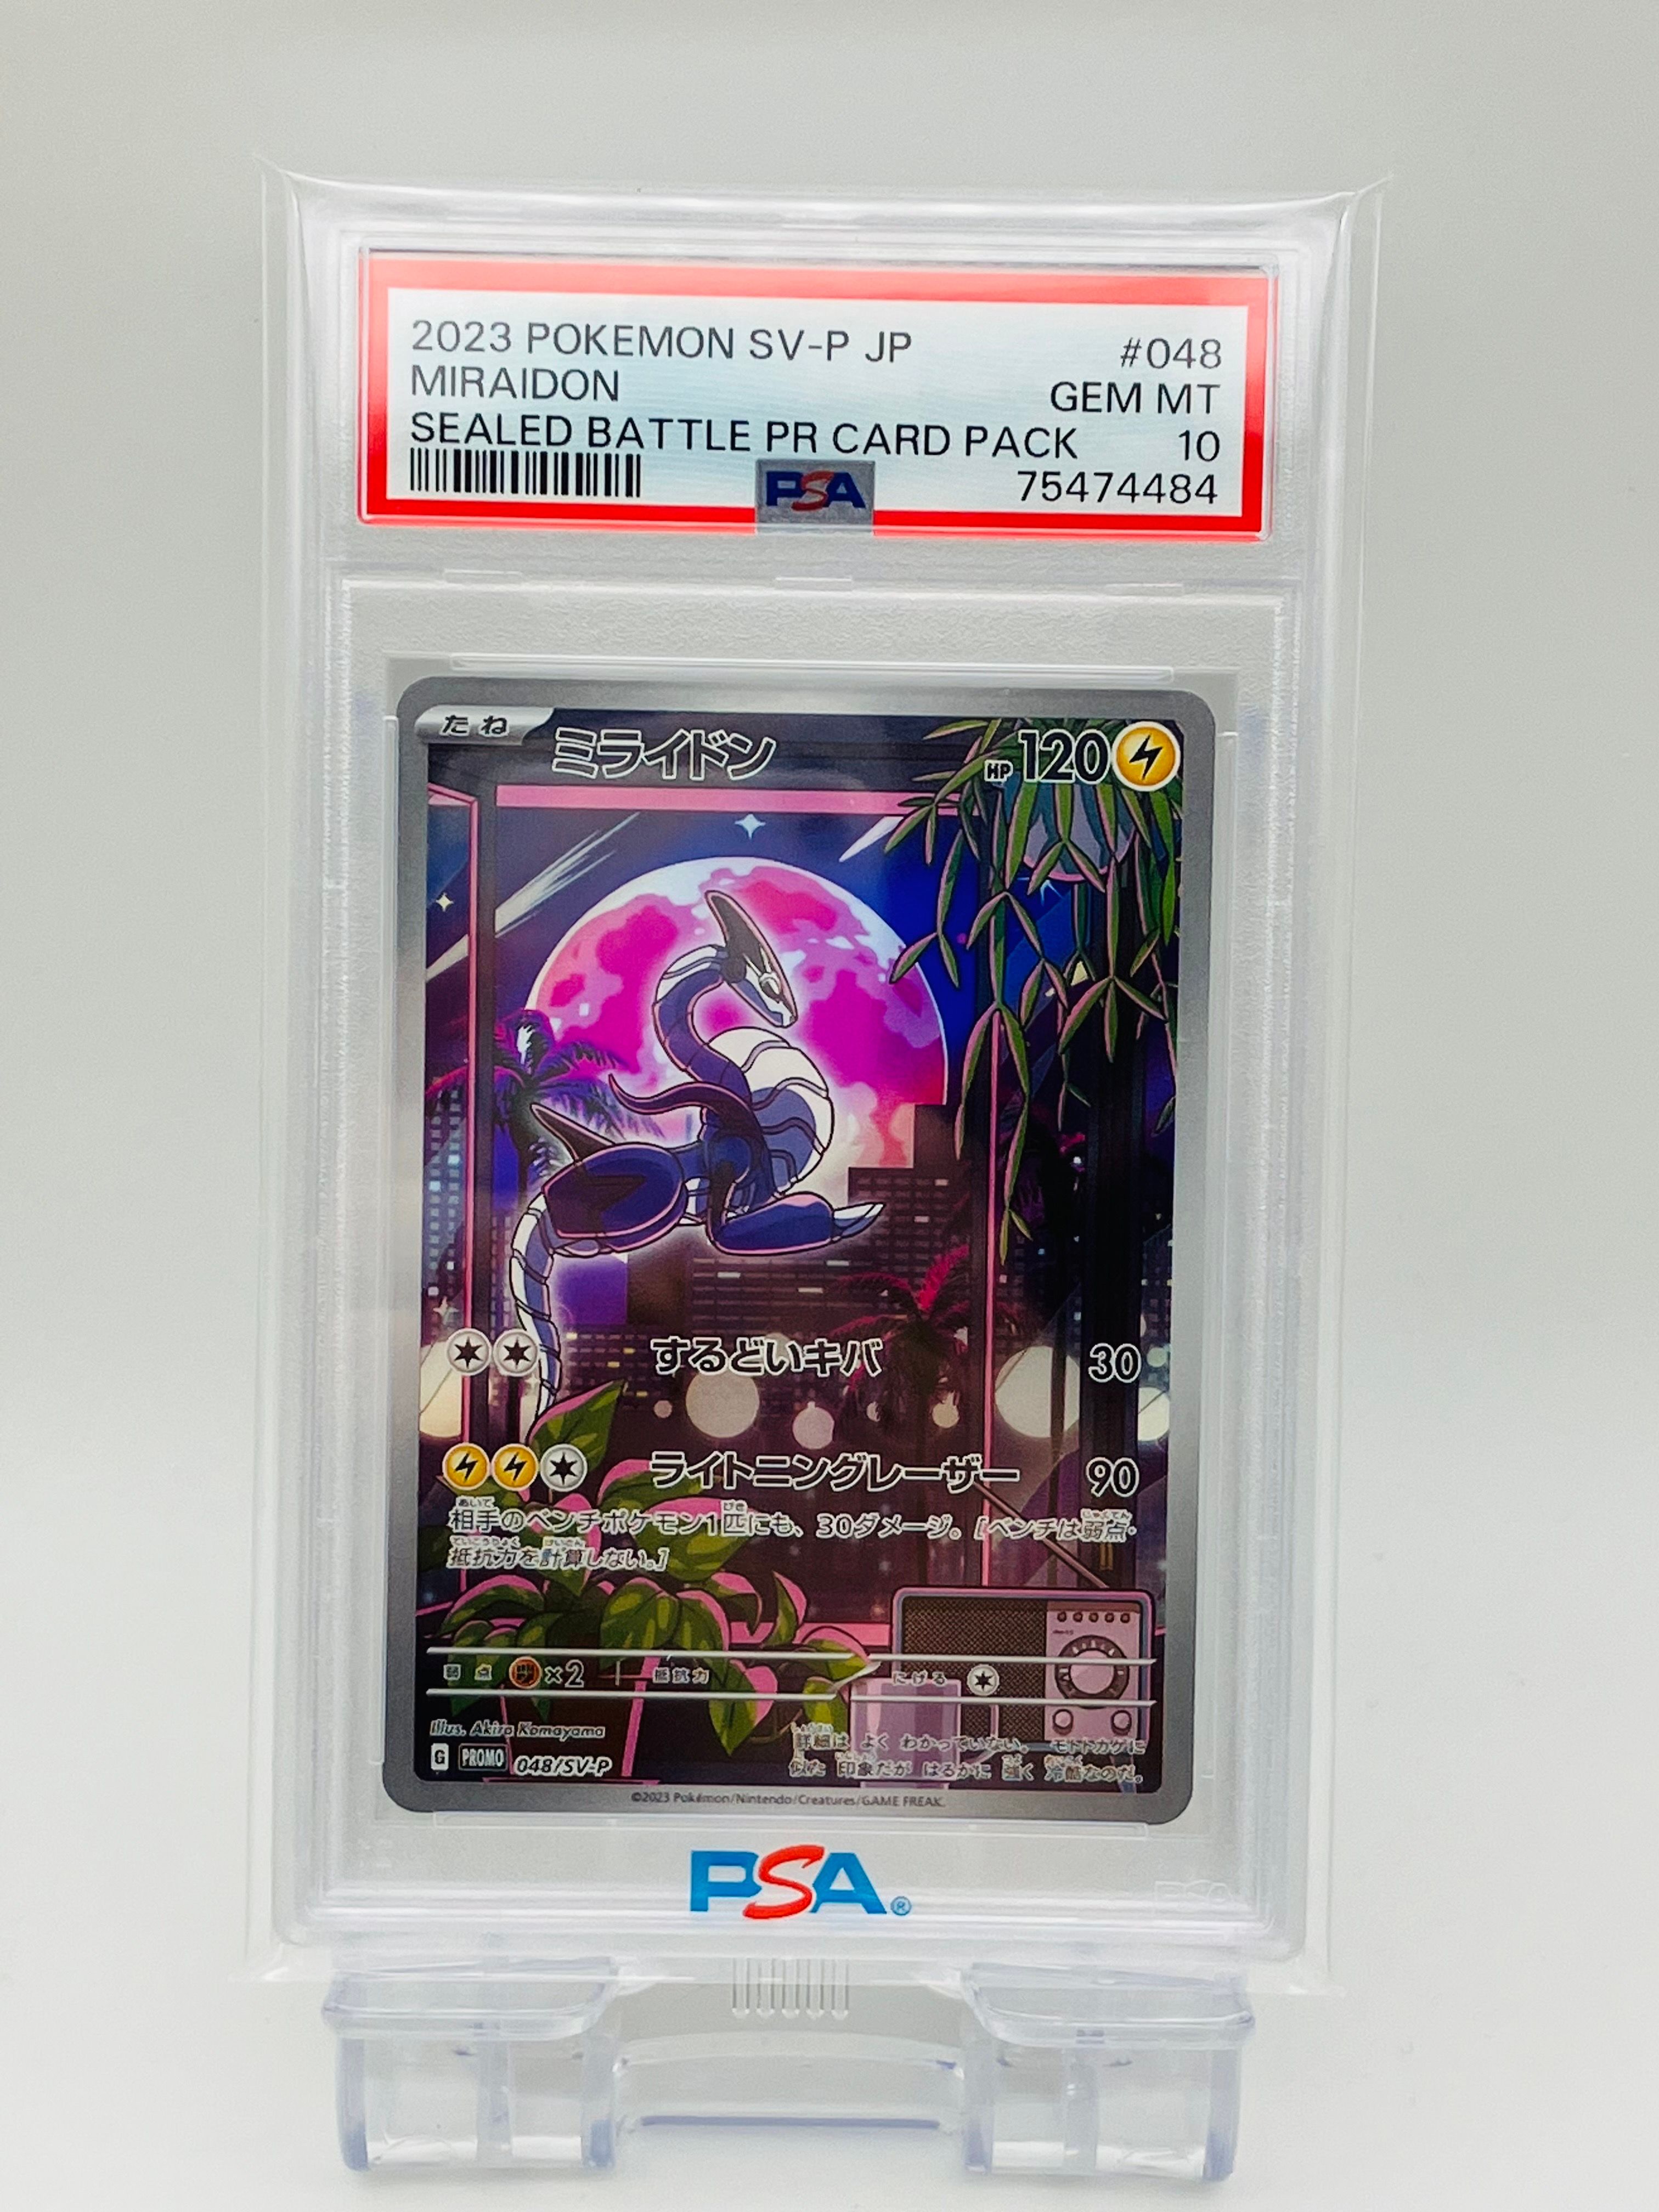 2023 POKEMON SV-P JP #048
MIRAIDON GEM MT
SEALED BATTLE PR CARD PACK 10
PSA 75474484
たね ミライドン HP 120
するどいキバ 30
ライトニングレーザー 90
相手のベンチポケモン1匹にも、30ダメージ。[ベンチは弱点・
抵抗力を計算しない。]
弱点 ×2 抵抗力 にげる
Illus. Akira Komayama
G PROMO 048/SV-P
詳細は よく わかっていない。 モトトカゲに
似た 印象だが はるかに 強く 冷酷なのだ。
©2023 Pokémon/Nintendo/Creatures/GAME FREAK.
PSA®